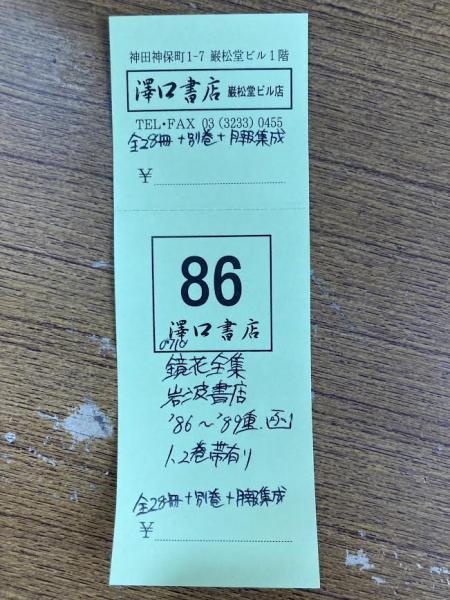 神田神保町1-7 巌松堂ビル1階
澤口書店 巌松堂ビル店
TEL・FAX 03(3233)0455
全28冊+別巻+月報集成
¥
86
澤口書店
0710
鏡花全集
岩波書店
'86〜'89重.函
1、2巻帯有り
全28冊+別巻+月報集成
¥